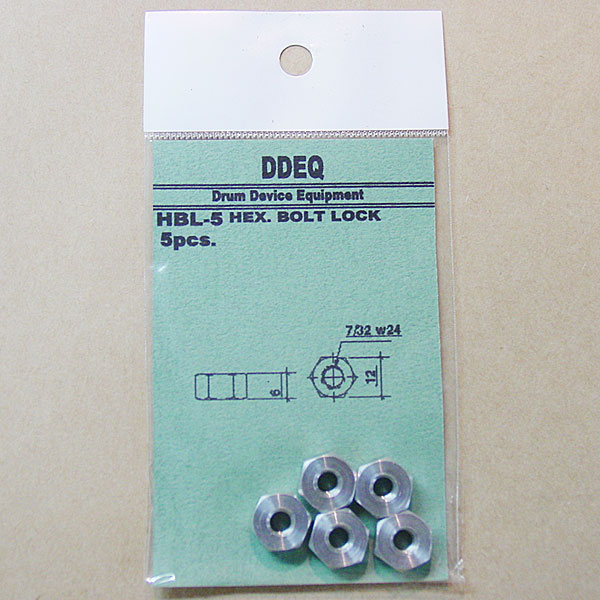 DDEQ
Drum Device Equipment
HBL-5 HEX. BOLT LOCK
5pcs.
7/32 w24
6
12